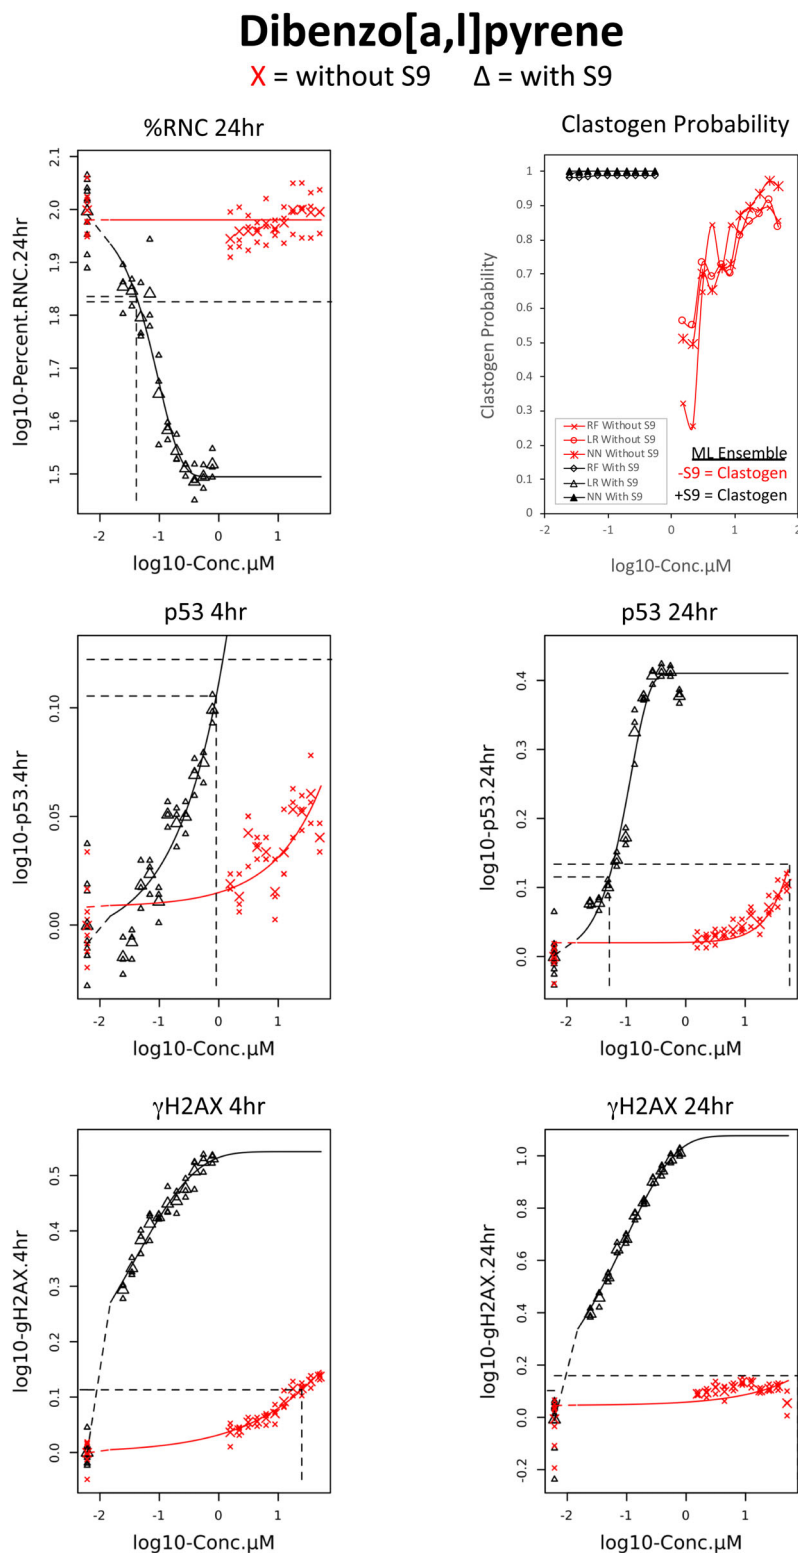 Dibenzo[a,l]pyrene
X = without S9 Δ = with S9
%RNC 24hr
2.1
2.0
1.9
1.8
1.7
1.6
1.5
log10-Percent.RNC.24hr
-2 -1 0 1
log10-Conc.µM
Clastogen Probability
1
0.9
0.8
0.7
0.6
0.5
0.4
0.3
0.2
0.1
0
Clastogen Probability
RF Without S9
LR Without S9
NN Without S9
RF With S9
LR With S9
NN With S9
ML Ensemble
-S9 = Clastogen
+S9 = Clastogen
-2 -1 0 1 2
log10-Conc.µM
p53 4hr
0.10
0.05
0.00
log10-p53.4hr
-2 -1 0 1
log10-Conc.µM
p53 24hr
0.4
0.3
0.2
0.1
0.0
log10-p53.24hr
-2 -1 0 1
log10-Conc.µM
γH2AX 4hr
0.5
0.4
0.3
0.2
0.1
0.0
log10-gH2AX.4hr
-2 -1 0 1
log10-Conc.µM
γH2AX 24hr
1.0
0.8
0.6
0.4
0.2
0.0
-0.2
log10-gH2AX.24hr
-2 -1 0 1
log10-Conc.µM